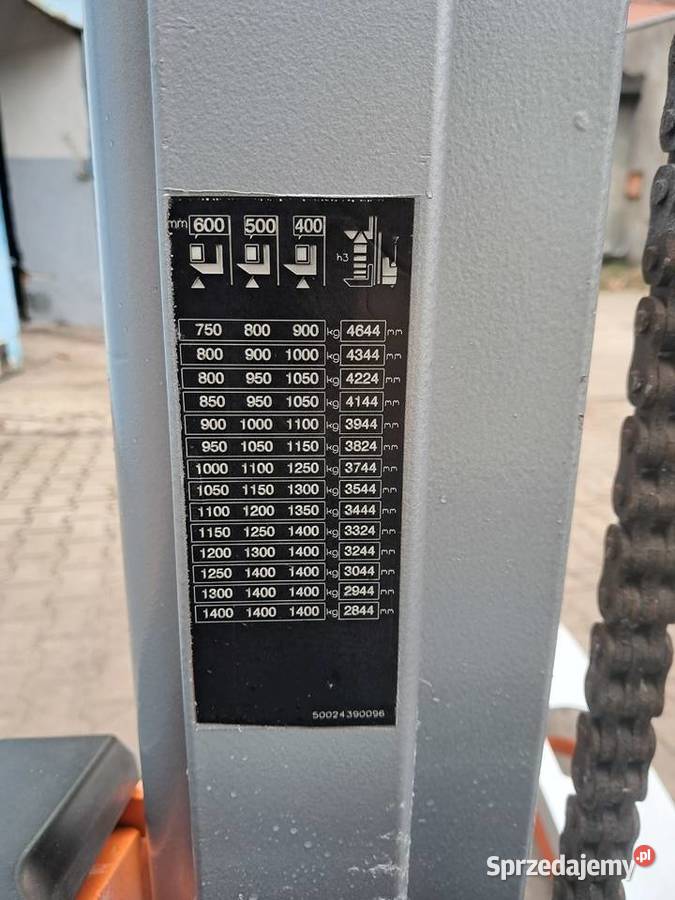 mm 600 500 400
h3
750 800 900 kg 4644 mm
800 900 1000 kg 4344 mm
800 950 1050 kg 4224 mm
850 950 1050 kg 4144 mm
900 1000 1100 kg 3944 mm
950 1050 1150 kg 3824 mm
1000 1100 1250 kg 3744 mm
1050 1150 1300 kg 3544 mm
1100 1200 1350 kg 3444 mm
1150 1250 1400 kg 3324 mm
1200 1300 1400 kg 3244 mm
1250 1400 1400 kg 3044 mm
1300 1400 1400 kg 2944 mm
1400 1400 1400 kg 2844 mm
50024390096
Sprzedajemy.pl